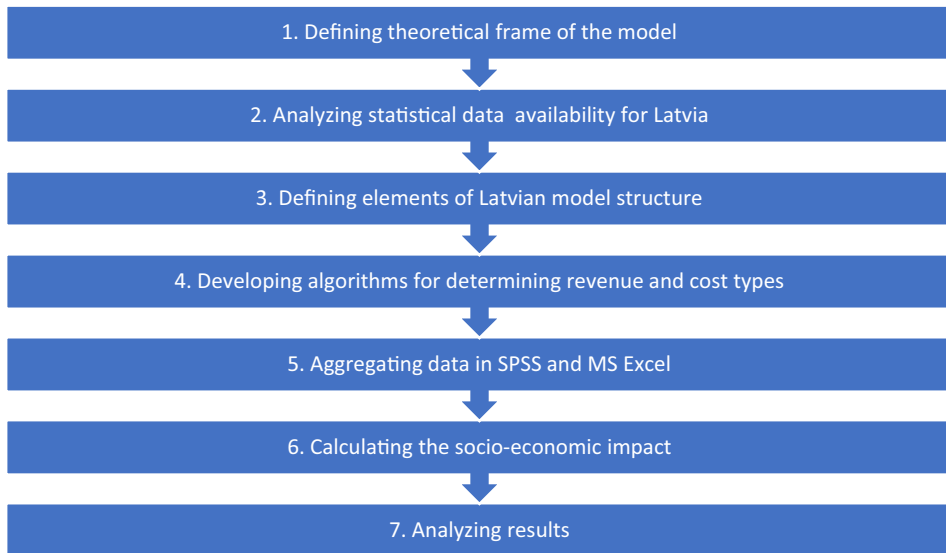 1. Defining theoretical frame of the model
2. Analyzing statistical data availability for Latvia
3. Defining elements of Latvian model structure
4. Developing algorithms for determining revenue and cost types
5. Aggregating data in SPSS and MS Excel
6. Calculating the socio-economic impact
7. Analyzing results